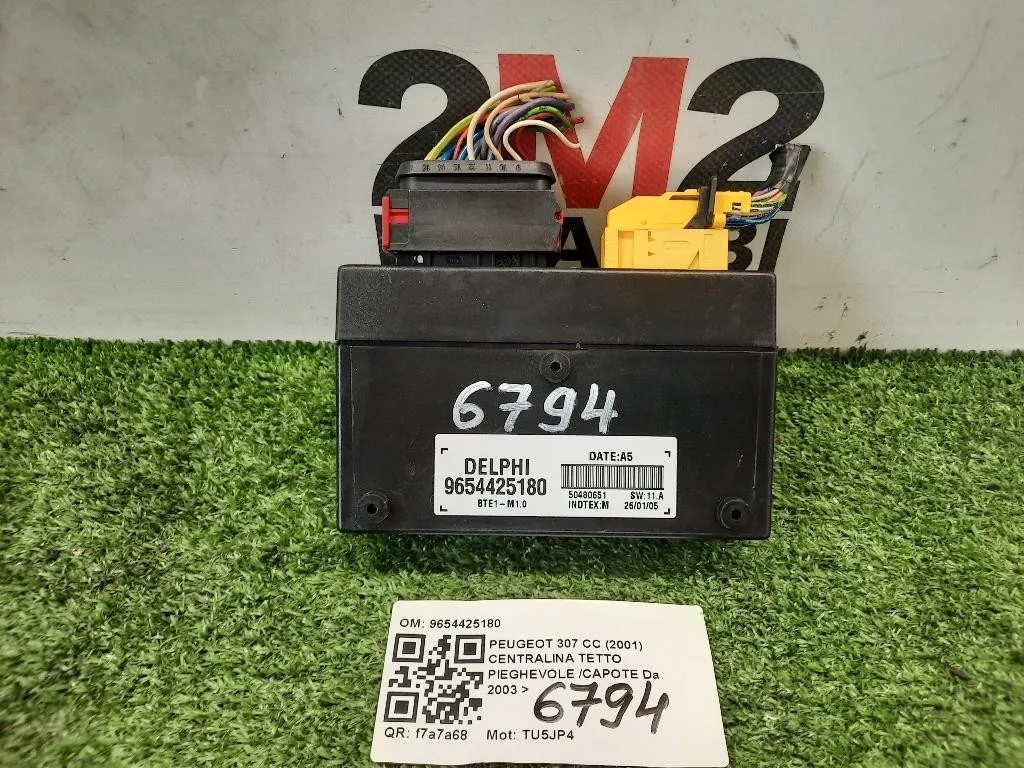 2M2
6794
DELPHI
9654425180
BTE1-M1.0
DATE:A5
50480651 SW:11.A
INDTEX:M 26/01/05
OM: 9654425180
PEUGEOT 307 CC (2001)
CENTRALINA TETTO
PIEGHEVOLE /CAPOTE Da
2003 >
6794
QR: f7a7a68 Mot: TU5JP4